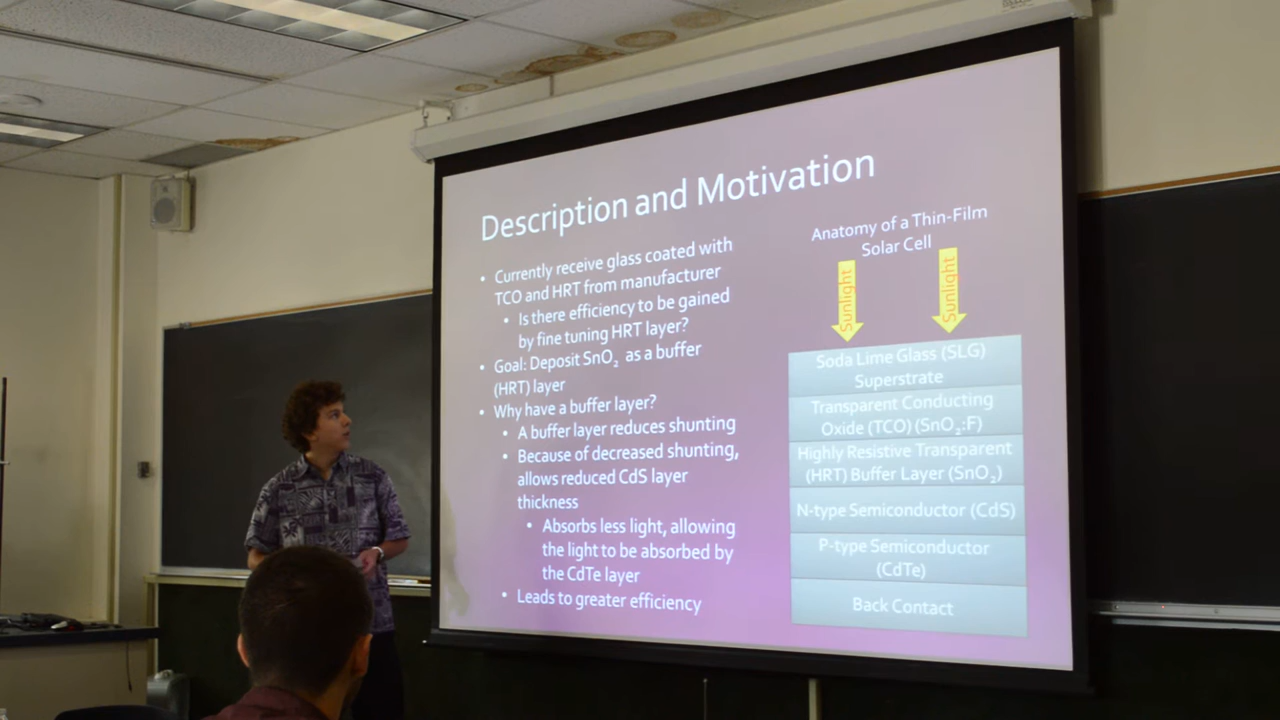 Description and Motivation
• Currently receive glass coated with
TCO and HRT from manufacturer
• Is there efficiency to be gained
by fine tuning HRT layer?
• Goal: Deposit SnO₂ as a buffer
(HRT) layer
• Why have a buffer layer?
• A buffer layer reduces shunting
• Because of decreased shunting,
allows reduced CdS layer
thickness
• Absorbs less light, allowing
the light to be absorbed by
the CdTe layer
• Leads to greater efficiency
Anatomy of a Thin-Film
Solar Cell
Sunlight
Sunlight
Soda Lime Glass (SLG)
Superstrate
Transparent Conducting
Oxide (TCO) (SnO₂:F)
Highly Resistive Transparent
(HRT) Buffer Layer (SnO₂)
N-type Semiconductor (CdS)
P-type Semiconductor
(CdTe)
Back Contact